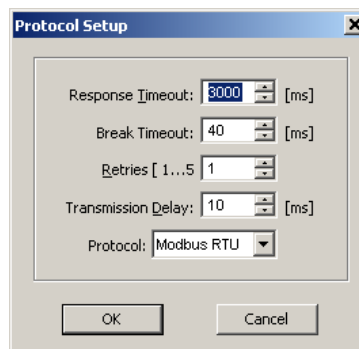 Protocol Setup
Response Timeout: 3000 [ms]
Break Timeout: 40 [ms]
Retries [ 1...5 1
Transmission Delay: 10 [ms]
Protocol: Modbus RTU
OK Cancel